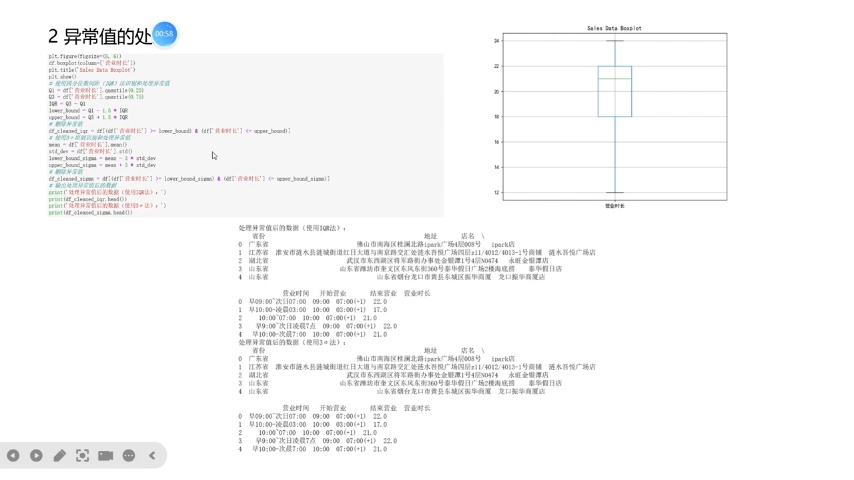 2 异常值的处
00:58
plt.figure(figsize=(8, 6))
df.boxplot(column=['营业时长'])
plt.title('Sales Data Boxplot')
plt.show()
# 使用四分位数间距（IQR）法识别和处理异常值
Q1 = df['营业时长'].quantile(0.25)
Q3 = df['营业时长'].quantile(0.75)
IQR = Q3 - Q1
lower_bound = Q1 - 1.5 * IQR
upper_bound = Q3 + 1.5 * IQR
# 删除异常值
df_cleaned_iqr = df[(df['营业时长'] >= lower_bound) & (df['营业时长'] <= upper_bound)]
# 使用3σ原则识别和处理异常值
mean = df['营业时长'].mean()
std_dev = df['营业时长'].std()
lower_bound_sigma = mean - 3 * std_dev
upper_bound_sigma = mean + 3 * std_dev
# 删除异常值
df_cleaned_sigma = df[(df['营业时长'] >= lower_bound_sigma) & (df['营业时长'] <= upper_bound_sigma)]
# 输出处理异常值后的数据
print("处理异常值后的数据（使用IQR法）：")
print(df_cleaned_iqr.head())
print("处理异常值后的数据（使用3σ法）：")
print(df_cleaned_sigma.head())
Sales Data Boxplot
24
22
20
18
16
14
12
营业时长
处理异常值后的数据（使用IQR法）：
省份 地址 店名 \
0 广东省 佛山市南海区桂澜北路ipark广场4层008号 ipark店
1 江苏省 淮安市涟水县涟城街道红日大道与南京路交汇处涟水吾悦广场四层z11/4012/4013-1号商铺 涟水吾悦广场店
2 湖北省 武汉市东西湖区将军路街办事处金银潭1号4层N0474 永旺金银潭店
3 山东省 山东省潍坊市奎文区东风东街360号泰华假日广场2楼海底捞 泰华假日店
4 山东省 山东省烟台龙口市黄县东城区振华商厦 龙口振华商厦店
营业时间 开始营业 结束营业 营业时长
0 早09:00~次日07:00 09:00 07:00(+1) 22.0
1 早10:00-凌晨03:00 10:00 03:00(+1) 17.0
2 10:00~07:00 10:00 07:00(+1) 21.0
3 早9:00~次日凌晨7点 09:00 07:00(+1) 22.0
4 早10:00-次晨7:00 10:00 07:00(+1) 21.0
处理异常值后的数据（使用3σ法）：
省份 地址 店名 \
0 广东省 佛山市南海区桂澜北路ipark广场4层008号 ipark店
1 江苏省 淮安市涟水县涟城街道红日大道与南京路交汇处涟水吾悦广场四层z11/4012/4013-1号商铺 涟水吾悦广场店
2 湖北省 武汉市东西湖区将军路街办事处金银潭1号4层N0474 永旺金银潭店
3 山东省 山东省潍坊市奎文区东风东街360号泰华假日广场2楼海底捞 泰华假日店
4 山东省 山东省烟台龙口市黄县东城区振华商厦 龙口振华商厦店
营业时间 开始营业 结束营业 营业时长
0 早09:00~次日07:00 09:00 07:00(+1) 22.0
1 早10:00-凌晨03:00 10:00 03:00(+1) 17.0
2 10:00~07:00 10:00 07:00(+1) 21.0
3 早9:00~次日凌晨7点 09:00 07:00(+1) 22.0
4 早10:00-次晨7:00 10:00 07:00(+1) 21.0